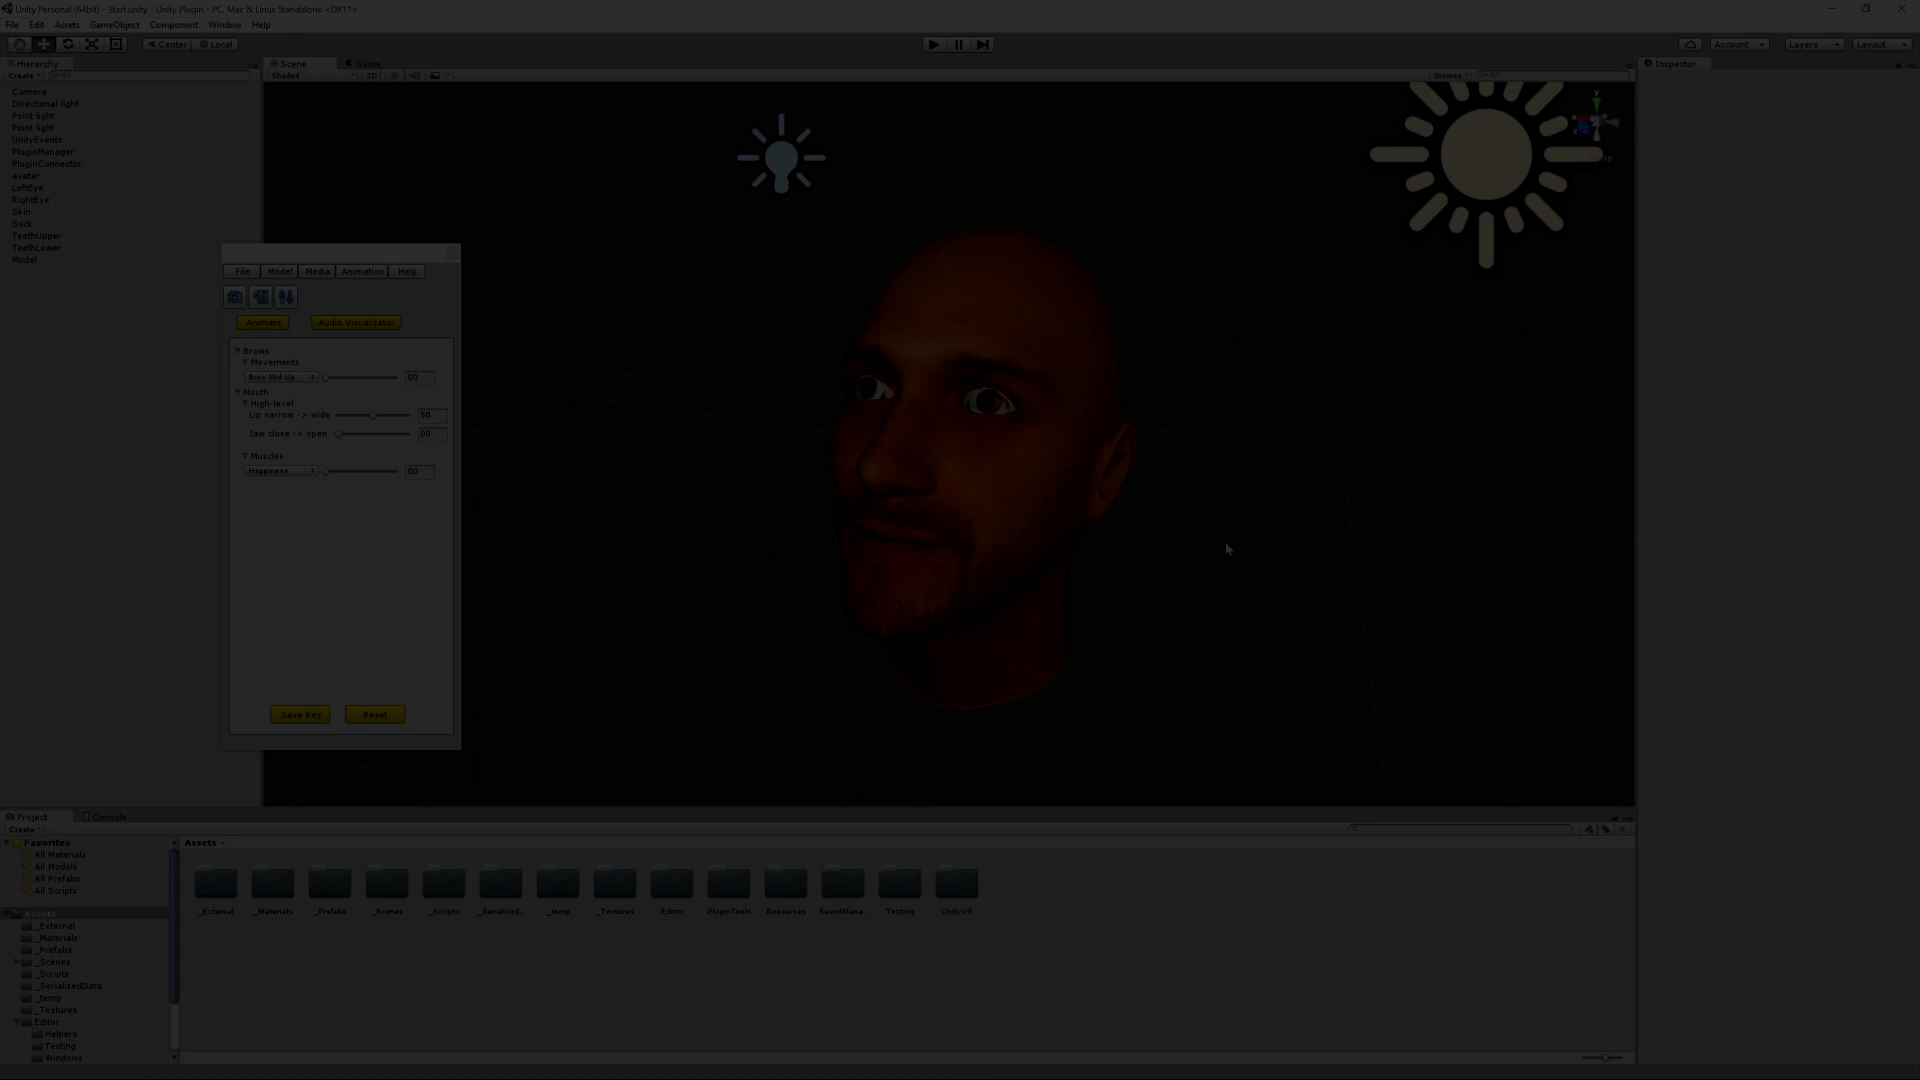 Unity Personal (64bit) - Start.unity - Unity Plugin - PC, Mac & Linux Standalone <DX11>
File Edit Assets GameObject Component Window Help
Center Local
Account Layers Layout
Hierarchy
Create
Scene Game
Shaded 2D
Gizmos
Inspector
Camera
Directional light
Point light
Point light
UnityEvents
PluginManager
PluginConnector
avatar
LeftEye
RightEye
Skin
Sock
TeethUpper
TeethLower
Model
y
x
z
File Model Media Animation Help
Animate Audio Visualizator
Brows
Movements
Brow Mid Up 00
Mouth
High-level
Lip narrow -> wide 50
Jaw close -> open 00
Muscles
Happiness 00
Save Key Reset
Project Console
Create
Favorites
All Materials
All Models
All Prefabs
All Scripts
Assets
_External
_Materials
_Prefabs
_Scenes
_Scripts
_SerializedData
_temp
_Textures
Editor
Helpers
Testing
Windows
Assets
_External _Materials _Prefabs _Scenes _Scripts _Serialized... _temp _Textures Editor PluginTools Resources SoundMana... Testing UnityVS